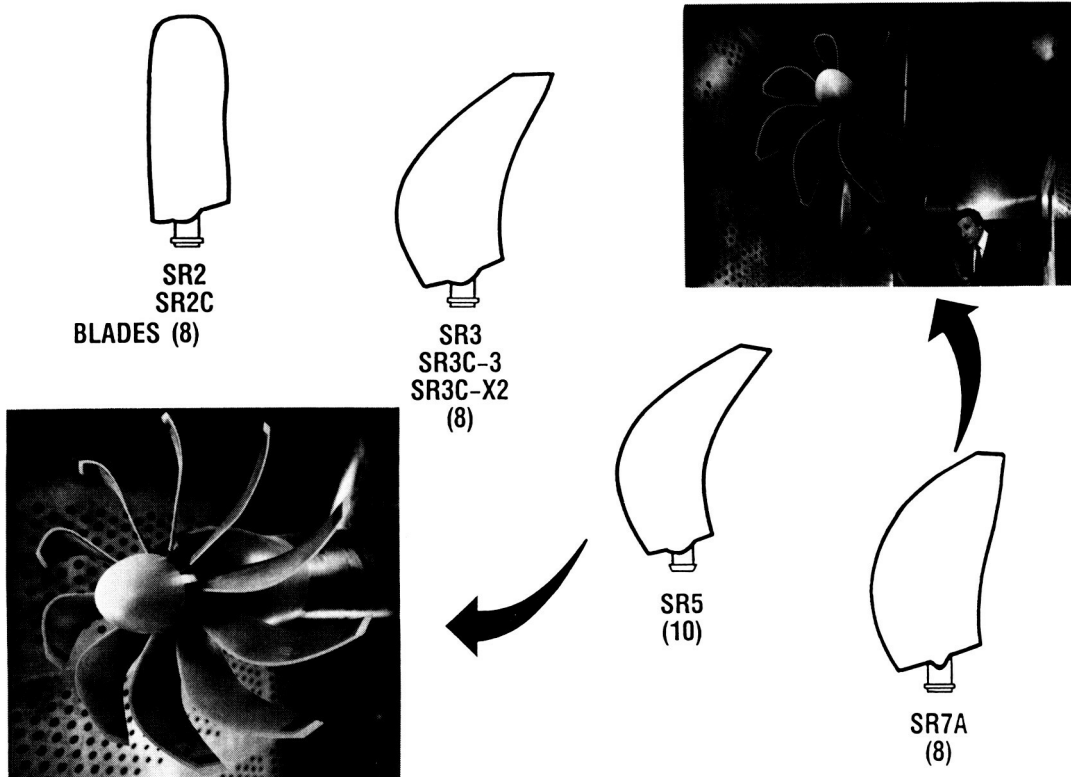 SR2
SR2C
BLADES (8)
SR3
SR3C-3
SR3C-X2
(8)
SR5
(10)
SR7A
(8)